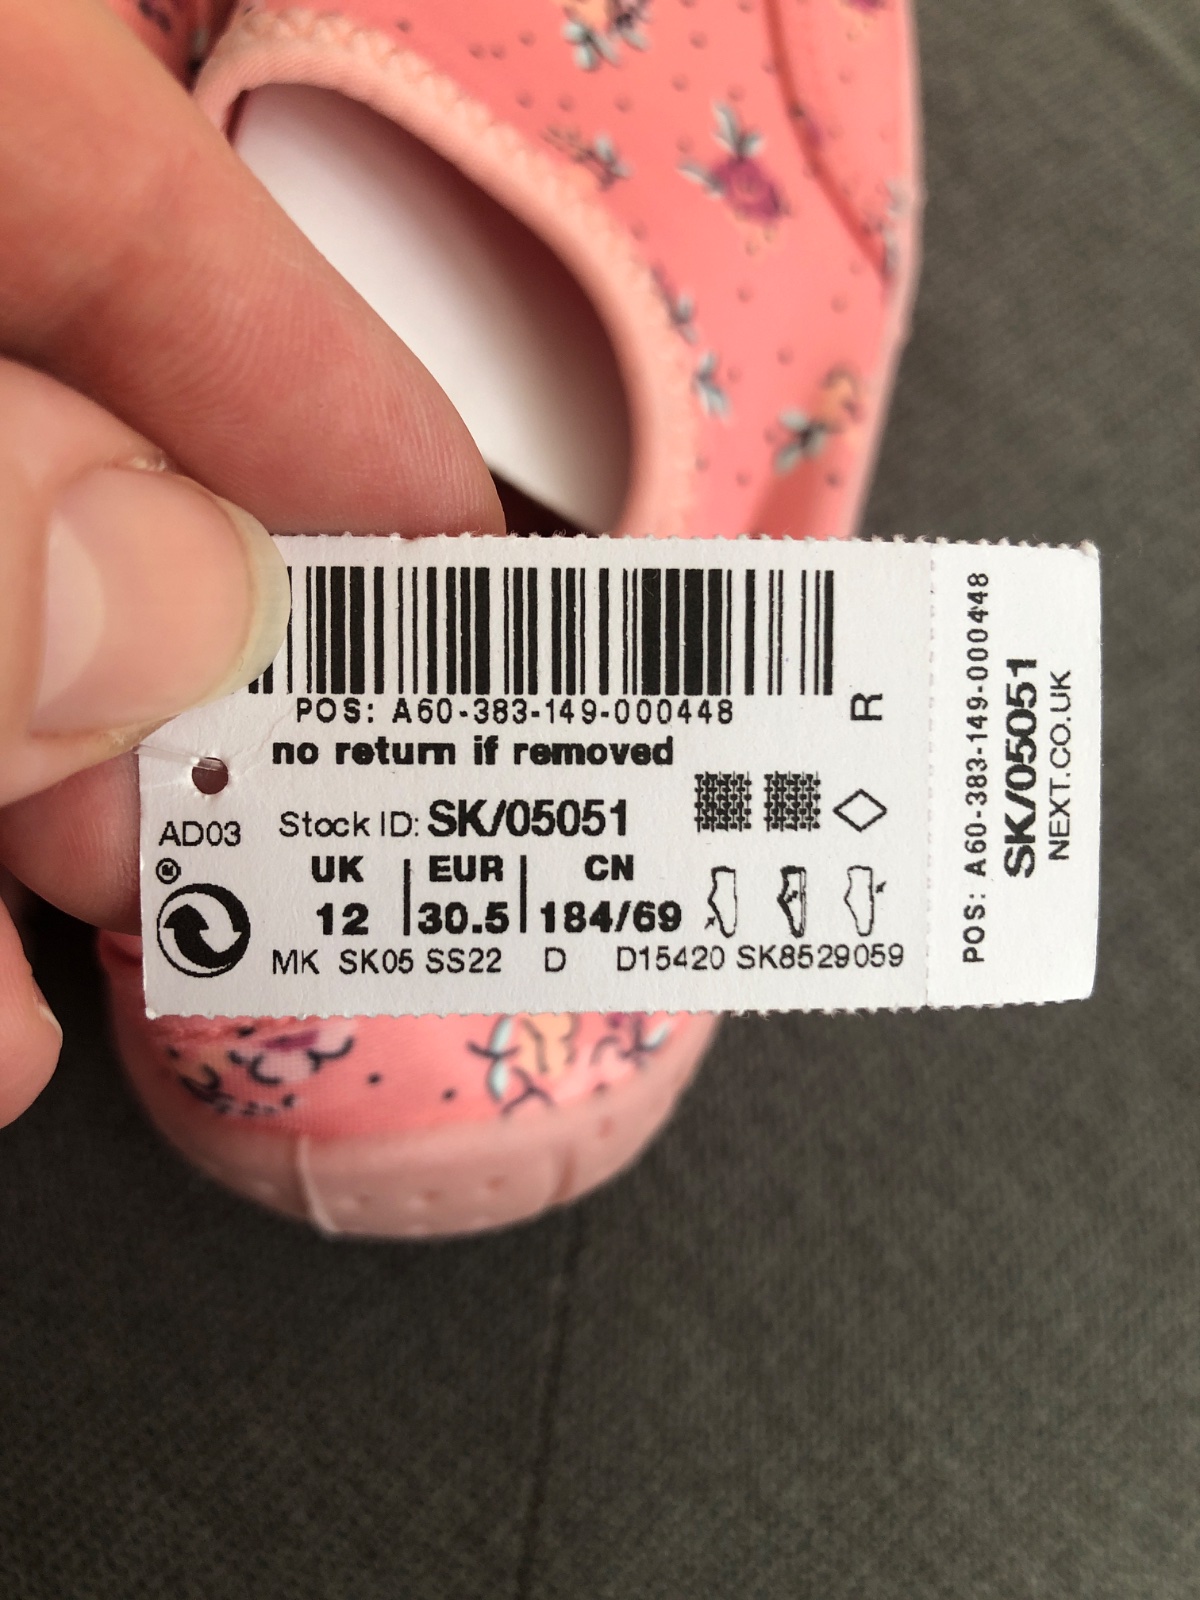 POS: A60-383-149-000448
R
no return if removed
AD03
Stock ID: SK/05051
UK EUR CN
12 30.5 184/69
MK SK05 SS22 D D15420 SK8529059
POS: A60-383-149-000448
SK/05051
NEXT.CO.UK